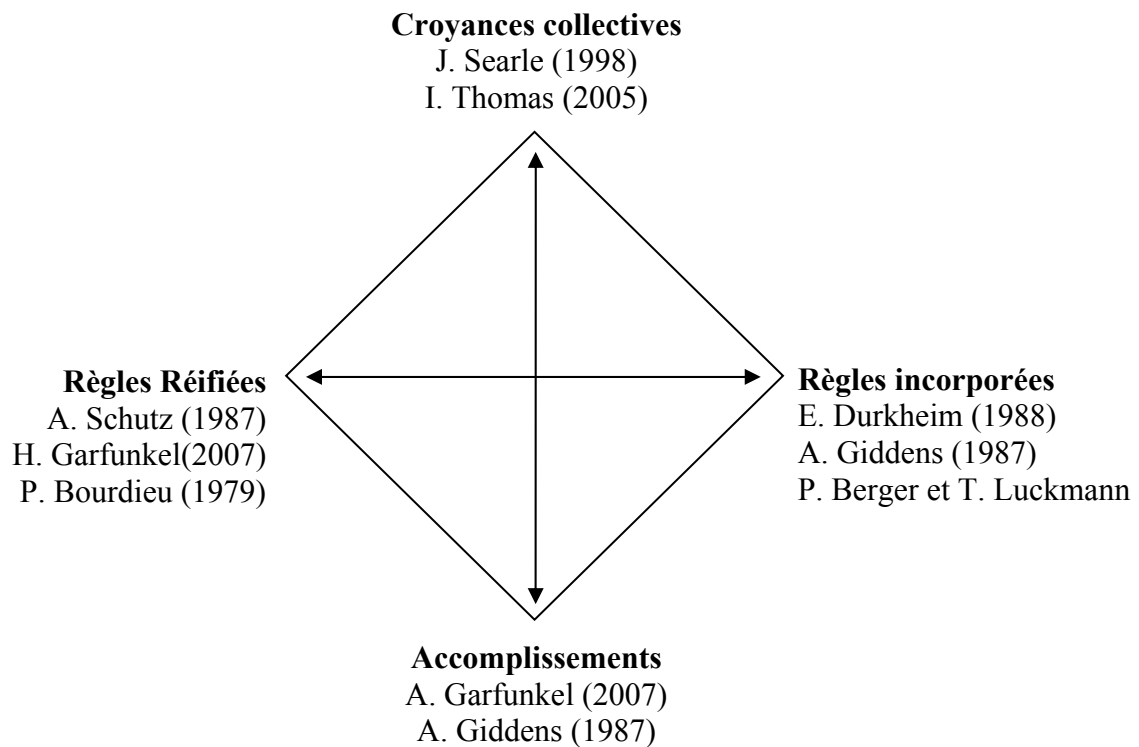 Croyances collectives
J. Searle (1998)
I. Thomas (2005)
Règles Réifiées
A. Schutz (1987)
H. Garfunkel(2007)
P. Bourdieu (1979)
Règles incorporées
E. Durkheim (1988)
A. Giddens (1987)
P. Berger et T. Luckmann
Accomplissements
A. Garfunkel (2007)
A. Giddens (1987)